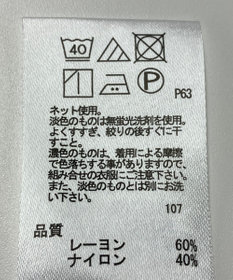 40
P
P63
ネット使用。
淡色のものは無蛍光洗剤を使用。
よくすすぎ、絞りの後すぐに干
すこと。
濃色のものは、着用による摩擦
で色落ちする事がありますので、
組み合せの衣服にご注意下さい。
また、淡色のものとは別にお洗
い下さい。
107
品質
レーヨン 60%
ナイロン 40%